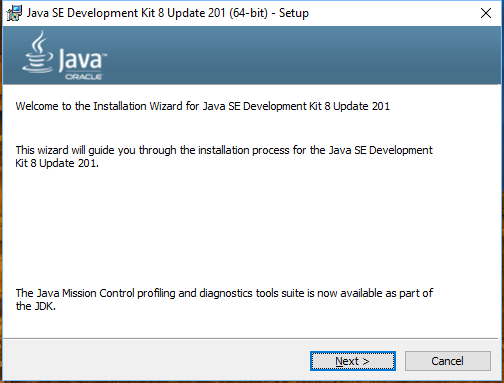 Java SE Development Kit 8 Update 201 (64-bit) - Setup
Java™
ORACLE
Welcome to the Installation Wizard for Java SE Development Kit 8 Update 201
This wizard will guide you through the installation process for the Java SE Development
Kit 8 Update 201.
The Java Mission Control profiling and diagnostics tools suite is now available as part of
the JDK.
Next >
Cancel